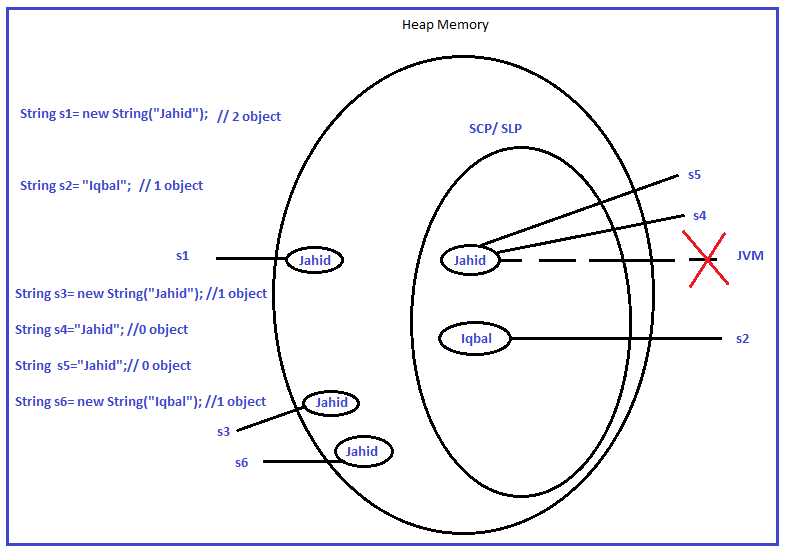 Heap Memory
String s1= new String("Jahid"); // 2 object
SCP/ SLP
String s2= "Iqbal"; // 1 object
s5
s4
s1
Jahid
Jahid
JVM
String s3= new String("Jahid"); //1 object
String s4="Jahid"; //0 object
Iqbal
s2
String s5="Jahid";// 0 object
String s6= new String("Iqbal"); //1 object
Jahid
s3
Jahid
s6